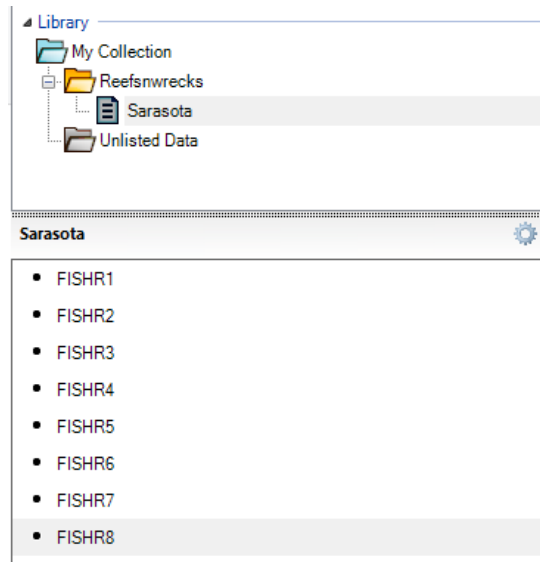 Library
My Collection
Reefsnwrecks
Sarasota
Unlisted Data
Sarasota
FISHR1
FISHR2
FISHR3
FISHR4
FISHR5
FISHR6
FISHR7
FISHR8